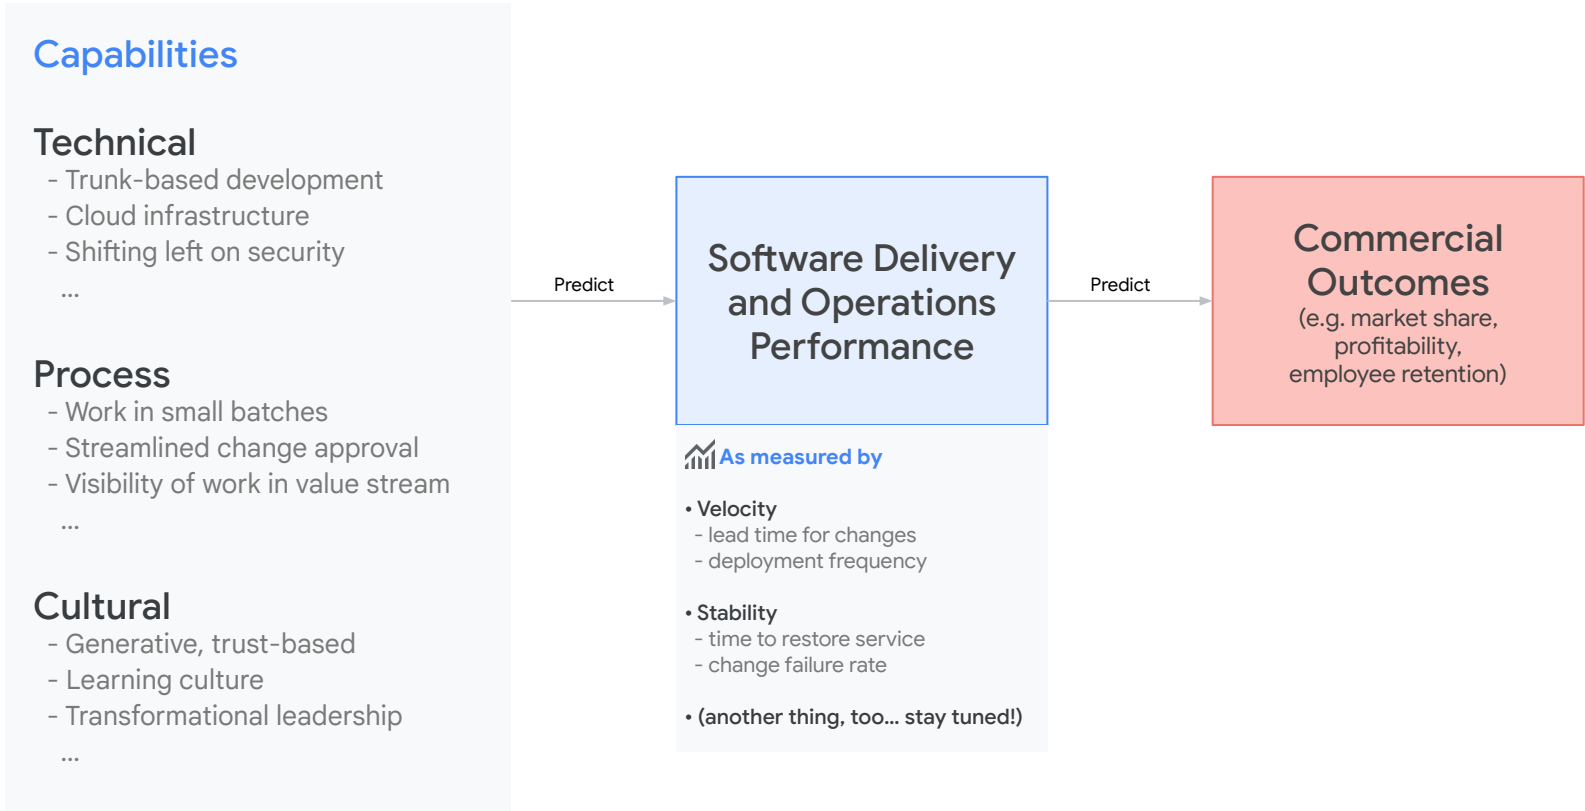 Capabilities
Technical
- Trunk-based development
- Cloud infrastructure
- Shifting left on security
...
Process
- Work in small batches
- Streamlined change approval
- Visibility of work in value stream
...
Cultural
- Generative, trust-based
- Learning culture
- Transformational leadership
...
Predict
Software Delivery
and Operations
Performance
As measured by
• Velocity
- lead time for changes
- deployment frequency
• Stability
- time to restore service
- change failure rate
• (another thing, too... stay tuned!)
Predict
Commercial
Outcomes
(e.g. market share,
profitability,
employee retention)